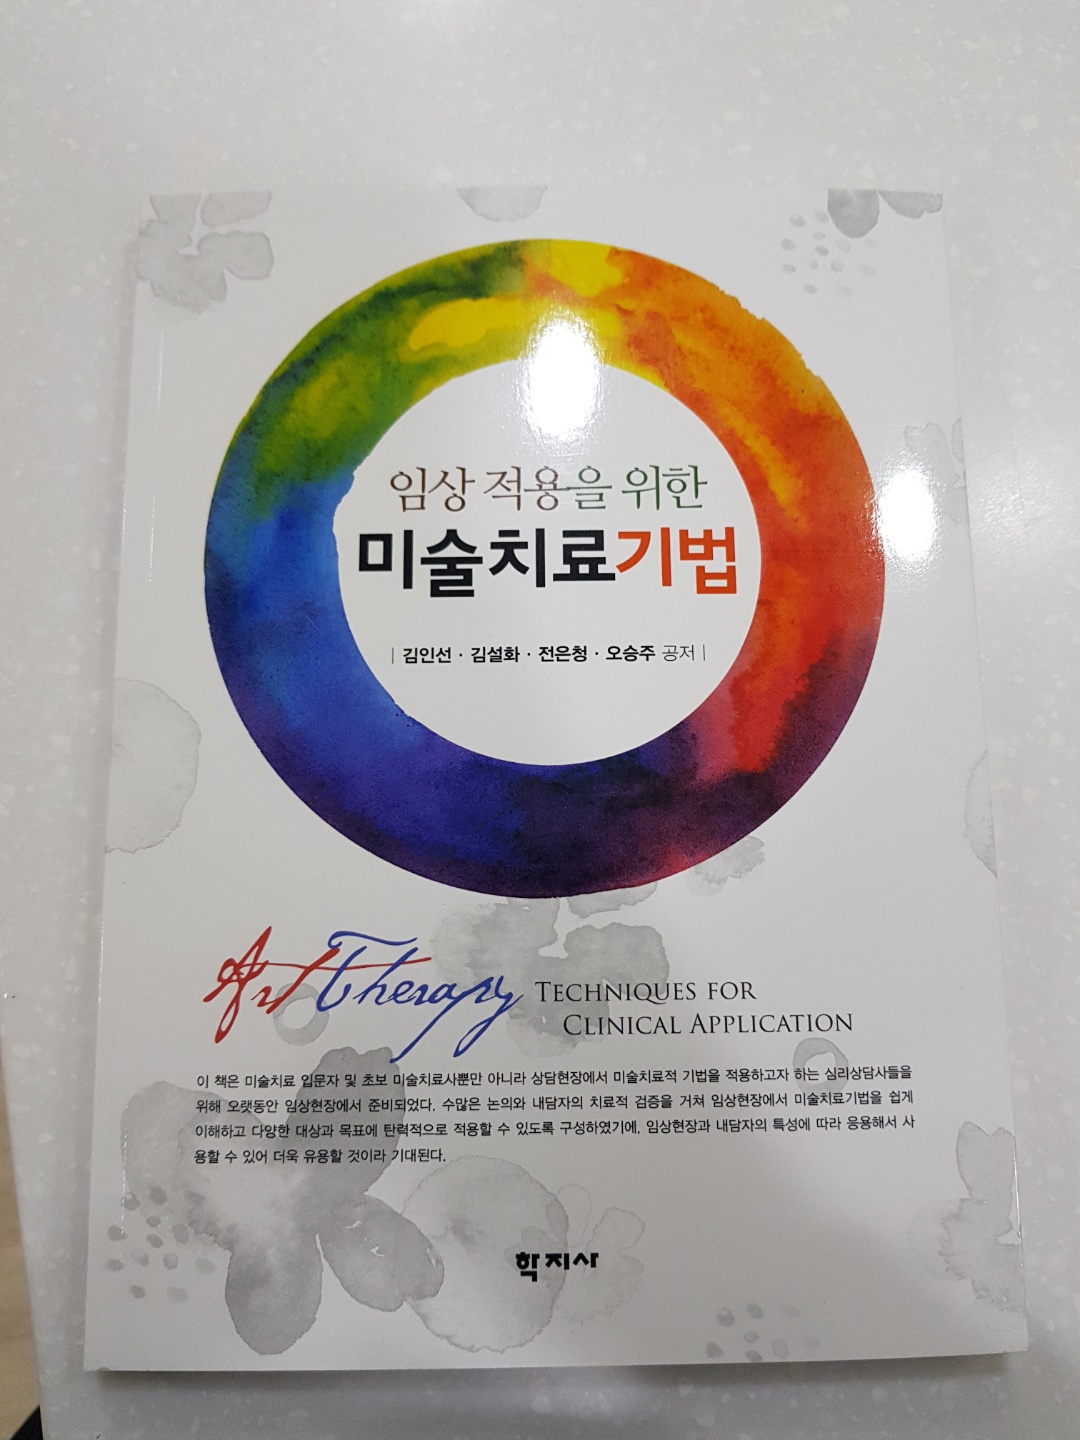 임상 적용을 위한
미술치료기법
| 김인선 · 김설화 · 전은청 · 오승주 공저 |
Art Therapy TECHNIQUES FOR
CLINICAL APPLICATION
이 책은 미술치료 입문자 및 초보 미술치료사뿐만 아니라 상담현장에서 미술치료적 기법을 적용하고자 하는 심리상담사들을
위해 오랫동안 임상현장에서 준비되었다. 수많은 논의와 내담자의 치료적 검증을 거쳐 임상현장에서 미술치료기법을 쉽게
이해하고 다양한 대상과 목표에 탄력적으로 적용할 수 있도록 구성하였기에, 임상현장과 내담자의 특성에 따라 응용해서 사
용할 수 있어 더욱 유용할 것이라 기대된다.
학지사